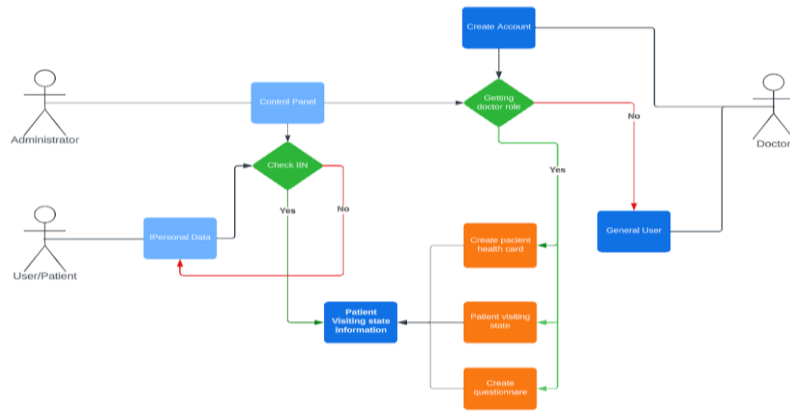 Create Account
Control Panel
Getting
doctor role
Administrator
No
Doctor
Check IIN
Yes
Yes
No
IPersonal Data
General User
Create pacient
health card
User/Patient
Patient
Visiting state
information
Patient visiting
state
Create
questionnare